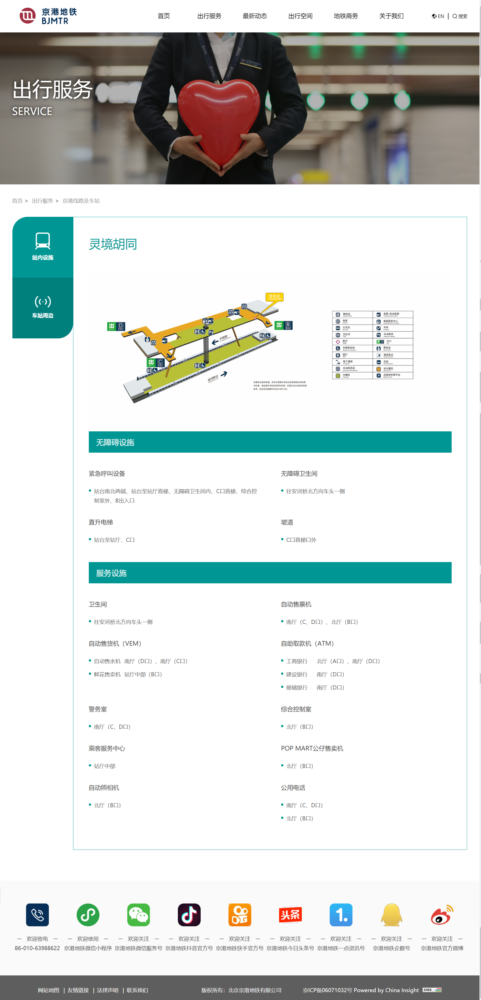 京港地铁
BJMTR
首页
出行服务
最新动态
出行空间
地铁商务
关于我们
EN
搜索
出行服务
SERVICE
首页 > 出行服务 > 京港线路及车站
站内设施
车站周边
灵境胡同
您在此
出 D
EXIT
出 B
EXIT
出 C
EXIT
天宫院
安河桥北
地铁站
售票/自动售票
电梯
乘客服务中心
公交站
天桥
卫生间
自动售货
医疗
出口
无障碍设施
警务室
银行
旅游景点
地下通道
住宿
自动柜员机
非付费区
付费区
无障碍升降平台
无障碍设施
紧急呼叫设备
站台南北两端、站台至站厅直梯、无障碍卫生间内、C口直梯、综合控
制室外、B出入口
无障碍卫生间
往安河桥北方向车头一侧
直升电梯
站台至站厅、C口
坡道
C口直梯口外
服务设施
卫生间
往安河桥北方向车头一侧
自动售票机
南厅（C、D口）、北厅（B口）
自动售货机（VEM）
自动售水机 南厅（D口）、南厅（C口）
鲜花售卖机 站厅中部（B口）
自助取款机（ATM）
工商银行 北厅（A口）、南厅（D口）
建设银行 南厅（D口）
邮储银行 南厅（D口）
警务室
南厅（C、D口）
综合控制室
北厅（B口）
乘客服务中心
站厅中部
POP MART公仔售卖机
北厅（B口）
自动照相机
北厅（B口）
公用电话
南厅（C、D口）
北厅（B口）
头条
1.
— 欢迎致电 —
86-010-63988622
— 欢迎使用 —
京港地铁微信小程序
— 欢迎关注 —
京港地铁微信服务号
— 欢迎关注 —
京港地铁抖音官方号
— 欢迎关注 —
京港地铁快手官方号
— 欢迎关注 —
京港地铁今日头条号
— 欢迎关注 —
京港地铁一点资讯号
— 欢迎关注 —
京港地铁企鹅号
— 欢迎关注 —
京港地铁官方微博
网站地图 | 友情链接 | 法律声明 | 联系我们
版权所有：北京京港地铁有限公司
京ICP备06071032号 Powered by China Insight
CNZZ